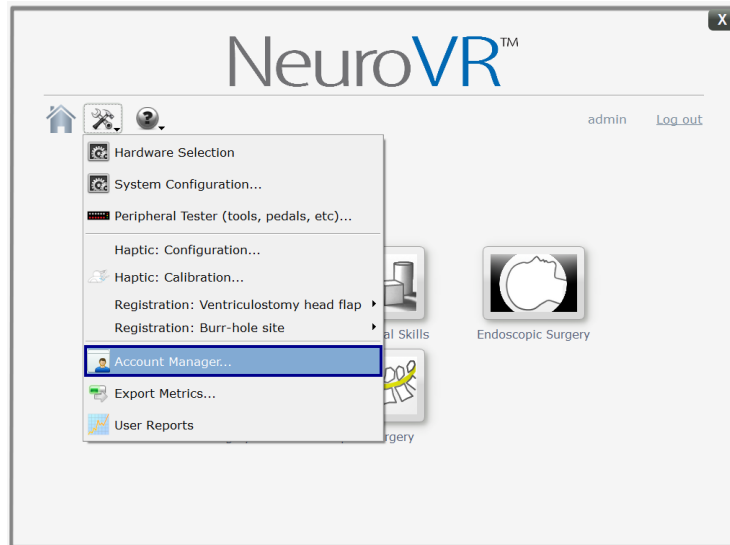 X
NeuroVR™
admin Log out
Hardware Selection
System Configuration...
Peripheral Tester (tools, pedals, etc)...
Haptic: Configuration...
Haptic: Calibration...
Registration: Ventriculostomy head flap
Registration: Burr-hole site
al Skills
Endoscopic Surgery
Account Manager...
Export Metrics...
User Reports
rgery